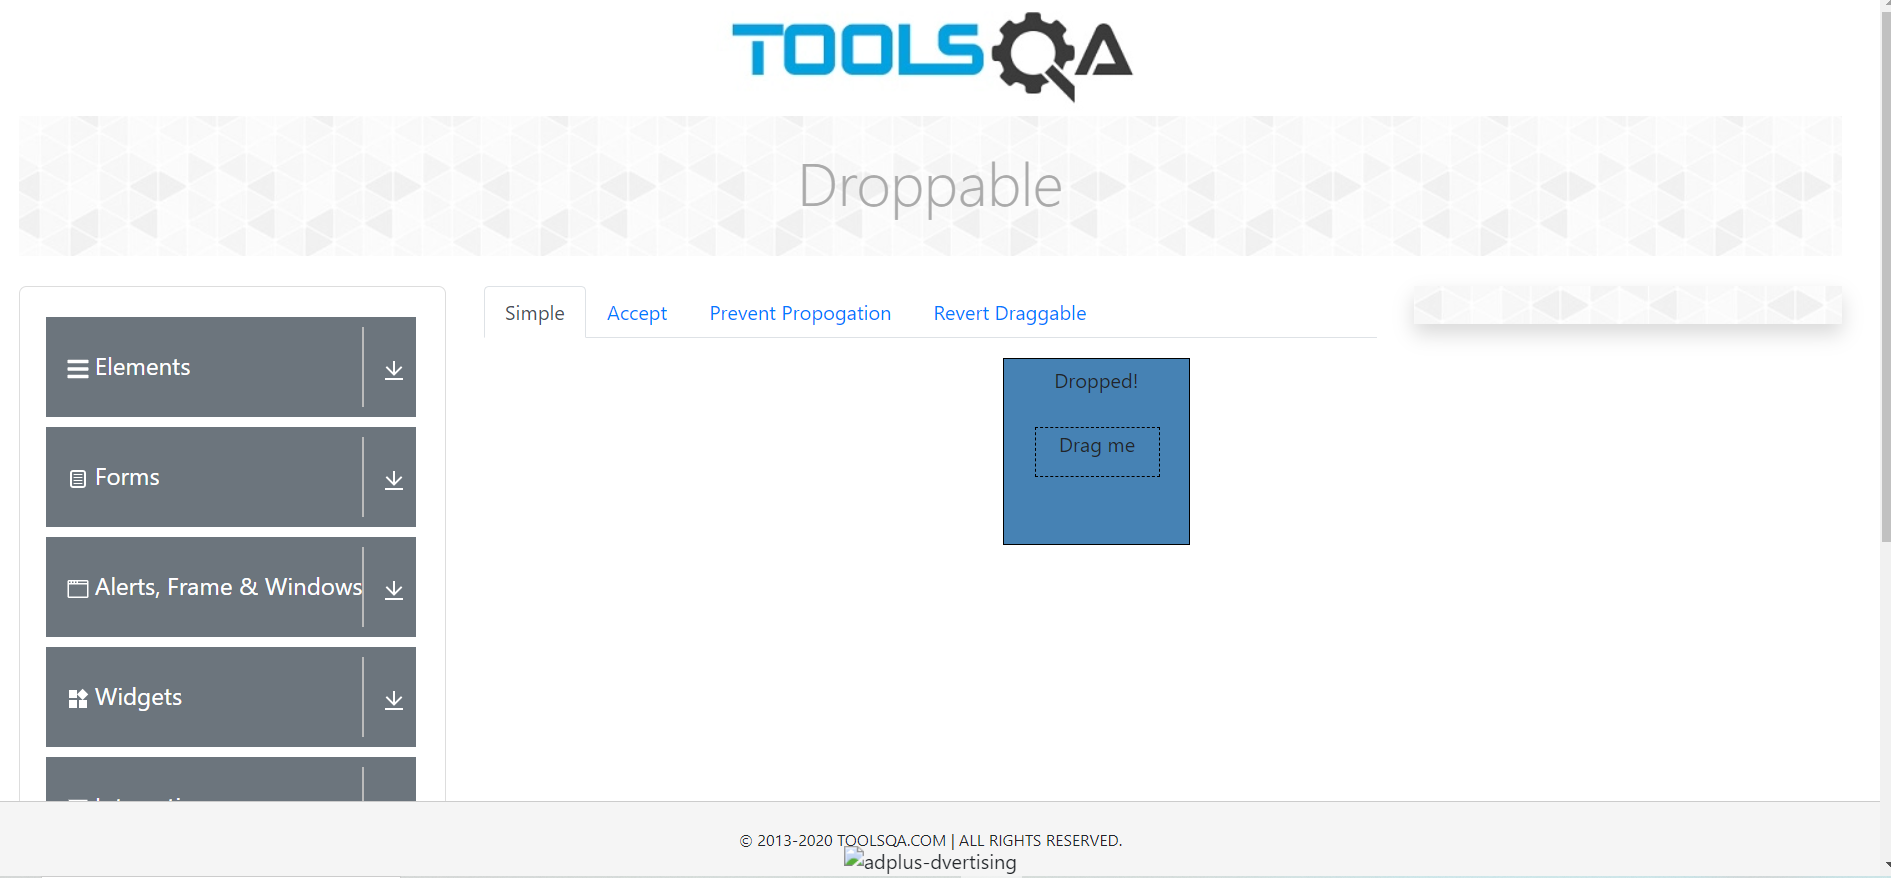 TOOLSQA
Droppable
Elements
Forms
Alerts, Frame & Windows
Widgets
Simple
Accept
Prevent Propogation
Revert Draggable
Dropped!
Drag me
© 2013-2020 TOOLSQA.COM | ALL RIGHTS RESERVED.
adplus-dvertising